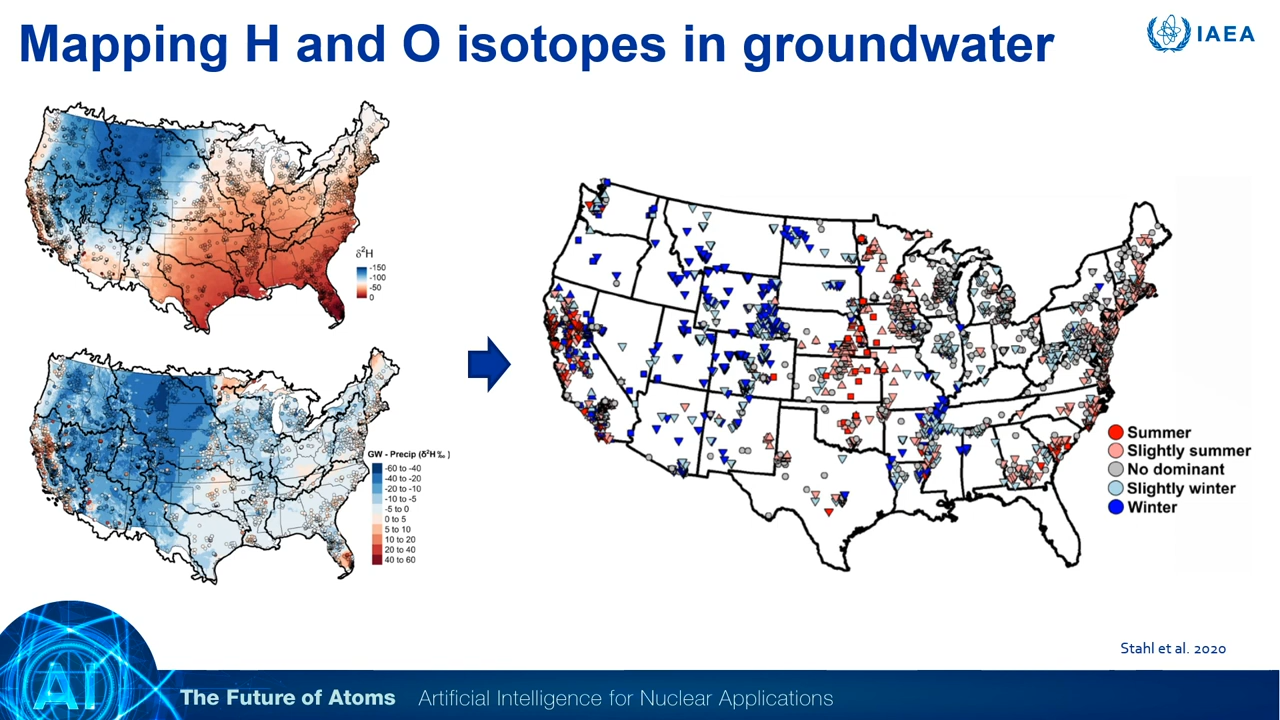 Mapping H and O isotopes in groundwater
IAEA
δ²H
-150
-100
-50
0
GW - Precip (δ²H ‰ )
-60 to -40
-40 to -20
-20 to -10
-10 to -5
-5 to 0
0 to 5
5 to 10
10 to 20
20 to 40
40 to 60
Summer
Slightly summer
No dominant
Slightly winter
Winter
Stahl et al. 2020
AI
The Future of Atoms Artificial Intelligence for Nuclear Applications